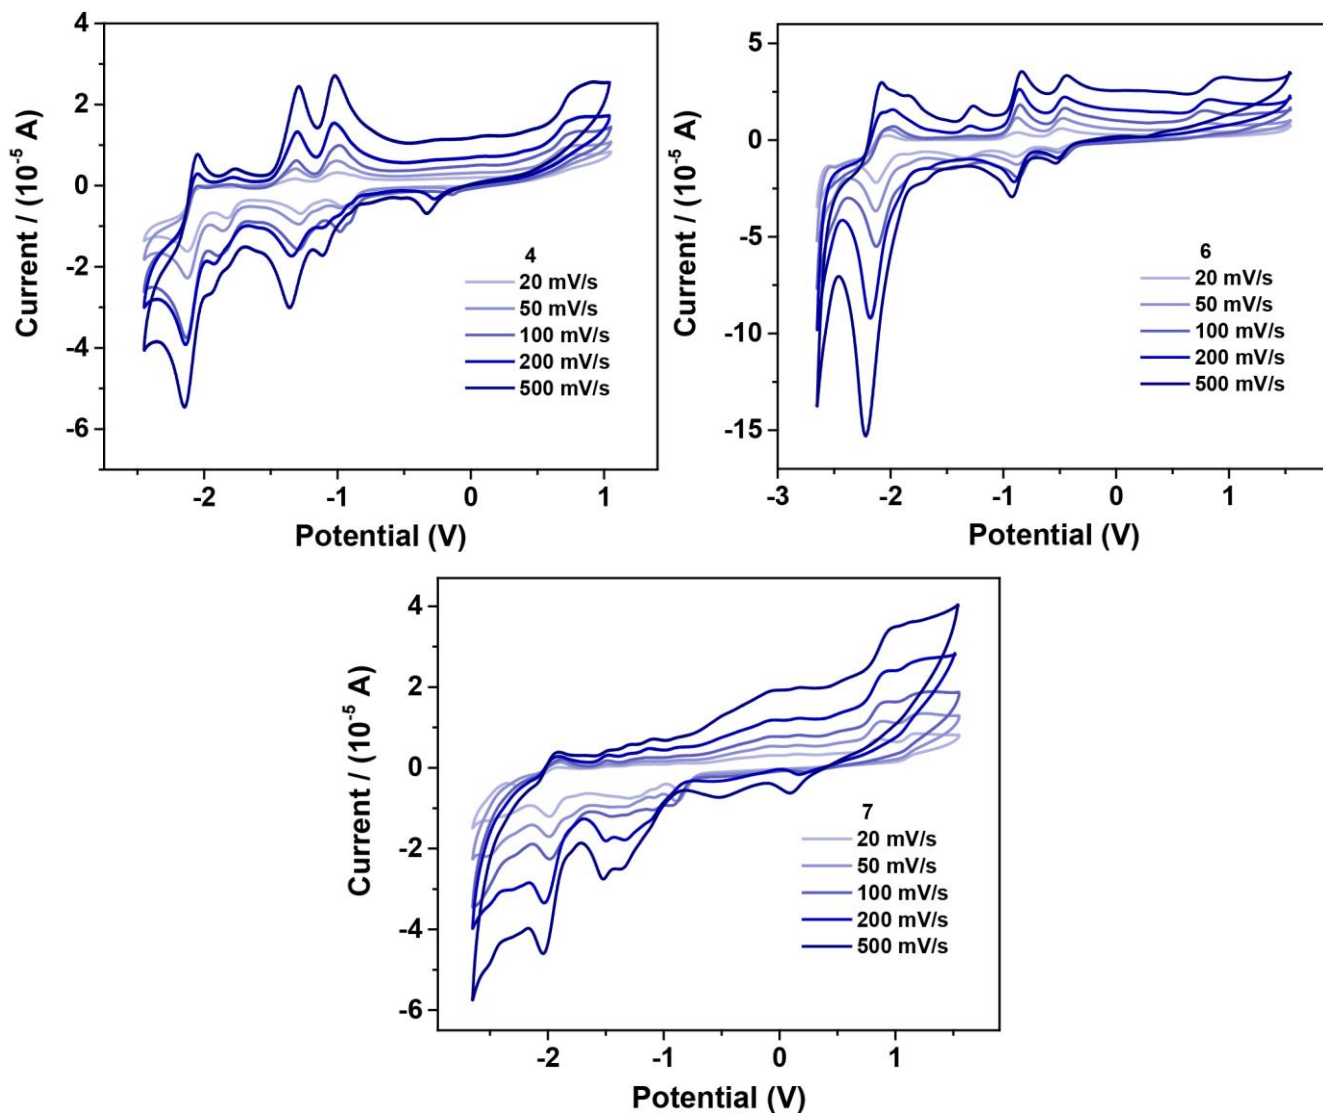 4
2
0
-2
-4
-6
Current / (10⁻⁵ A)
-2
-1
0
1
Potential (V)
4
20 mV/s
50 mV/s
100 mV/s
200 mV/s
500 mV/s
5
0
-5
-10
-15
Current / (10⁻⁵ A)
-3
-2
-1
0
1
Potential (V)
6
20 mV/s
50 mV/s
100 mV/s
200 mV/s
500 mV/s
4
2
0
-2
-4
-6
Current / (10⁻⁵ A)
-2
-1
0
1
Potential (V)
7
20 mV/s
50 mV/s
100 mV/s
200 mV/s
500 mV/s